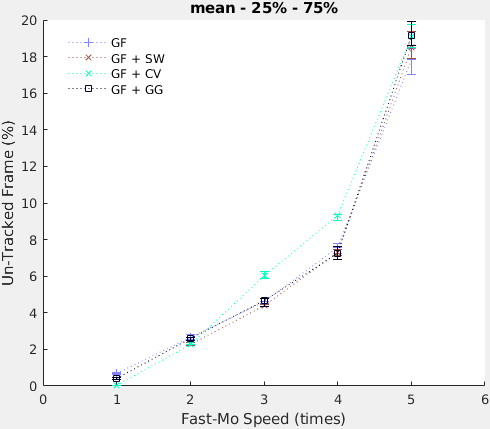 mean - 25% - 75%
GF
GF + SW
GF + CV
GF + GG
Un-Tracked Frame (%)
20
18
16
14
12
10
8
6
4
2
0
0 1 2 3 4 5 6
Fast-Mo Speed (times)